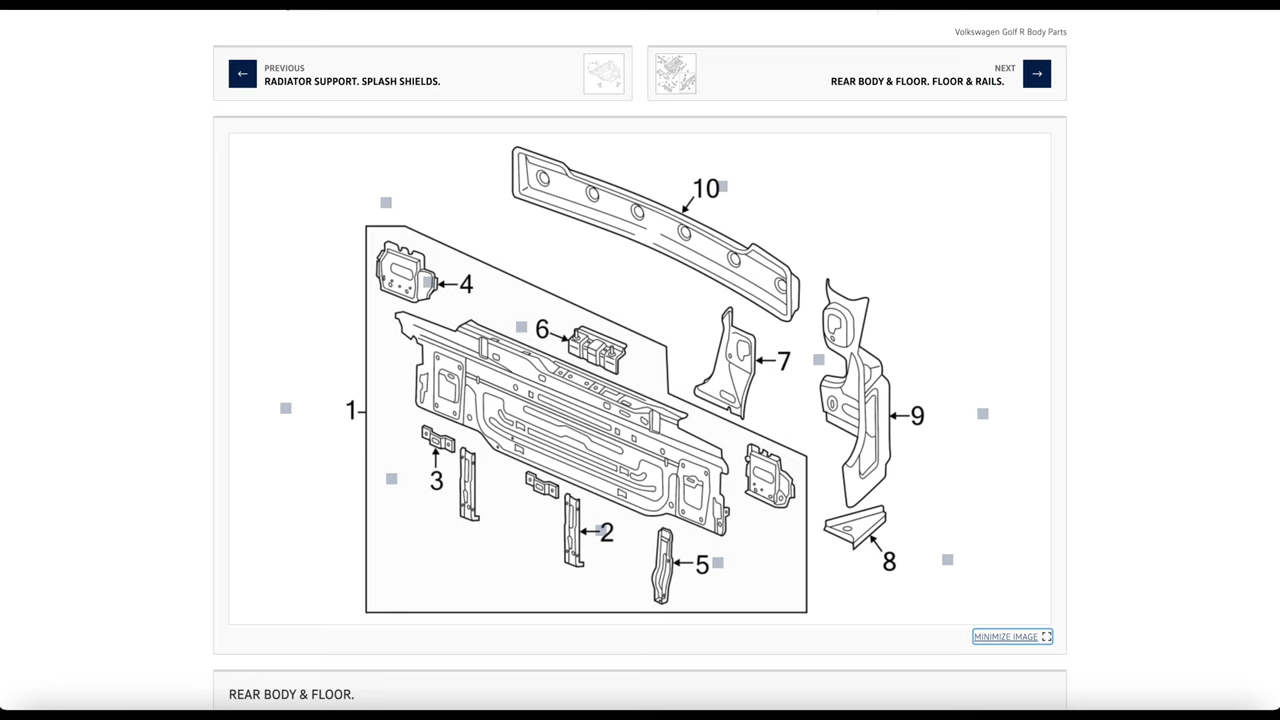 Volkswagen Golf R Body Parts
PREVIOUS
RADIATOR SUPPORT. SPLASH SHIELDS.
NEXT
REAR BODY & FLOOR. FLOOR & RAILS.
10
4
6
7
1
9
3
2
5
8
MINIMIZE IMAGE
REAR BODY & FLOOR.